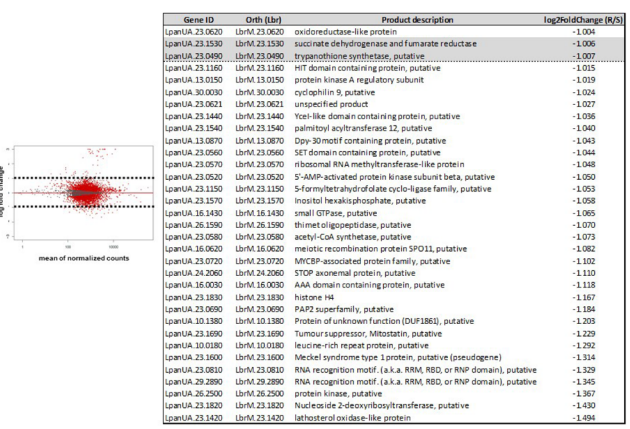 log fold change
mean of normalized counts
Gene ID Orth (Lbr) Product description log2FoldChange (R/S)
LpanUA.23.0620 LbrM.23.0620 oxidoreductase-like protein -1.004
LpanUA.23.1530 LbrM.23.1530 succinate dehydrogenase and fumarate reductase -1.006
LpanUA.23.0490 LbrM.23.0490 trypanothione synthetase, putative -1.007
LpanUA.23.1160 LbrM.23.1160 HIT domain containing protein, putative -1.015
LpanUA.13.0150 LbrM.13.0150 protein kinase A regulatory subunit -1.019
LpanUA.30.0030 LbrM.30.0030 cyclophilin 9, putative -1.024
LpanUA.23.0621 LbrM.23.0621 unspecified product -1.027
LpanUA.23.1440 LbrM.23.1440 YceI-like domain containing protein, putative -1.036
LpanUA.23.1540 LbrM.23.1540 palmitoyl acyltransferase 12, putative -1.040
LpanUA.13.0870 LbrM.13.0870 Dpy-30 motif containing protein, putative -1.043
LpanUA.23.0560 LbrM.23.0560 SET domain containing protein, putative -1.044
LpanUA.23.0570 LbrM.23.0570 ribosomal RNA methyltransferase-like protein -1.048
LpanUA.23.0520 LbrM.23.0520 5'-AMP-activated protein kinase subunit beta, putative -1.050
LpanUA.23.1150 LbrM.23.1150 5-formyltetrahydrofolate cyclo-ligase family, putative -1.053
LpanUA.23.1570 LbrM.23.1570 Inositol hexakisphosphate, putative -1.058
LpanUA.16.1430 LbrM.16.1430 small GTPase, putative -1.065
LpanUA.26.1590 LbrM.26.1590 thimet oligopeptidase, putative -1.070
LpanUA.23.0580 LbrM.23.0580 acetyl-CoA synthetase, putative -1.073
LpanUA.16.0620 LbrM.16.0620 meiotic recombination protein SPO11, putative -1.082
LpanUA.23.0720 LbrM.23.0720 MYCBP-associated protein family, putative -1.102
LpanUA.24.2060 LbrM.24.2060 STOP axonemal protein, putative -1.110
LpanUA.16.0030 LbrM.16.0030 AAA domain containing protein, putative -1.118
LpanUA.23.1830 LbrM.23.1830 histone H4 -1.167
LpanUA.23.0690 LbrM.23.0690 PAP2 superfamily, putative -1.184
LpanUA.10.1380 LbrM.10.1380 Protein of unknown function (DUF1861), putative -1.203
LpanUA.23.1690 LbrM.23.1690 Tumour suppressor, Mitostatin, putative -1.229
LpanUA.10.0180 LbrM.10.0180 leucine-rich repeat protein, putative -1.292
LpanUA.23.1600 LbrM.23.1600 Meckel syndrome type 1 protein, putative (pseudogene) -1.314
LpanUA.23.0810 LbrM.23.0810 RNA recognition motif. (a.k.a. RRM, RBD, or RNP domain), putative -1.329
LpanUA.29.2890 LbrM.29.2890 RNA recognition motif. (a.k.a. RRM, RBD, or RNP domain), putative -1.345
LpanUA.26.2500 LbrM.26.2500 protein kinase, putative -1.367
LpanUA.23.1820 LbrM.23.1820 Nucleoside 2-deoxyribosyltransferase, putative -1.430
LpanUA.23.1420 LbrM.23.1420 lathosterol oxidase-like protein -1.494